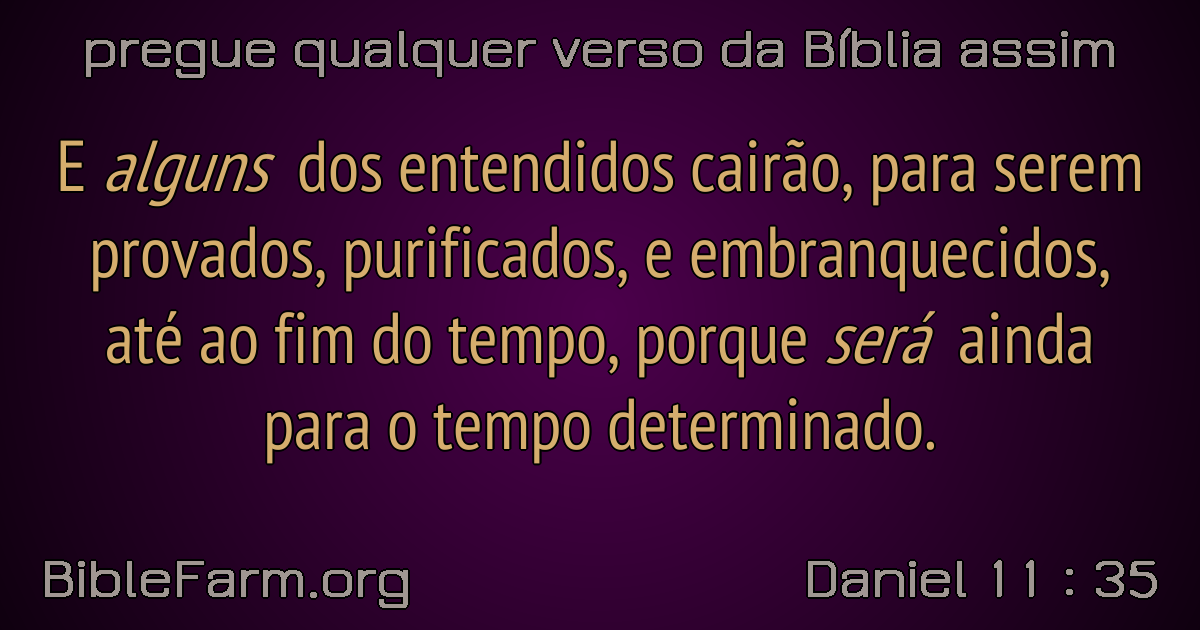 pregue qualquer verso da Bíblia assim
E alguns dos entendidos cairão, para serem
provados, purificados, e embranquecidos,
até ao fim do tempo, porque será ainda
para o tempo determinado.
BibleFarm.org
Daniel 11 : 35